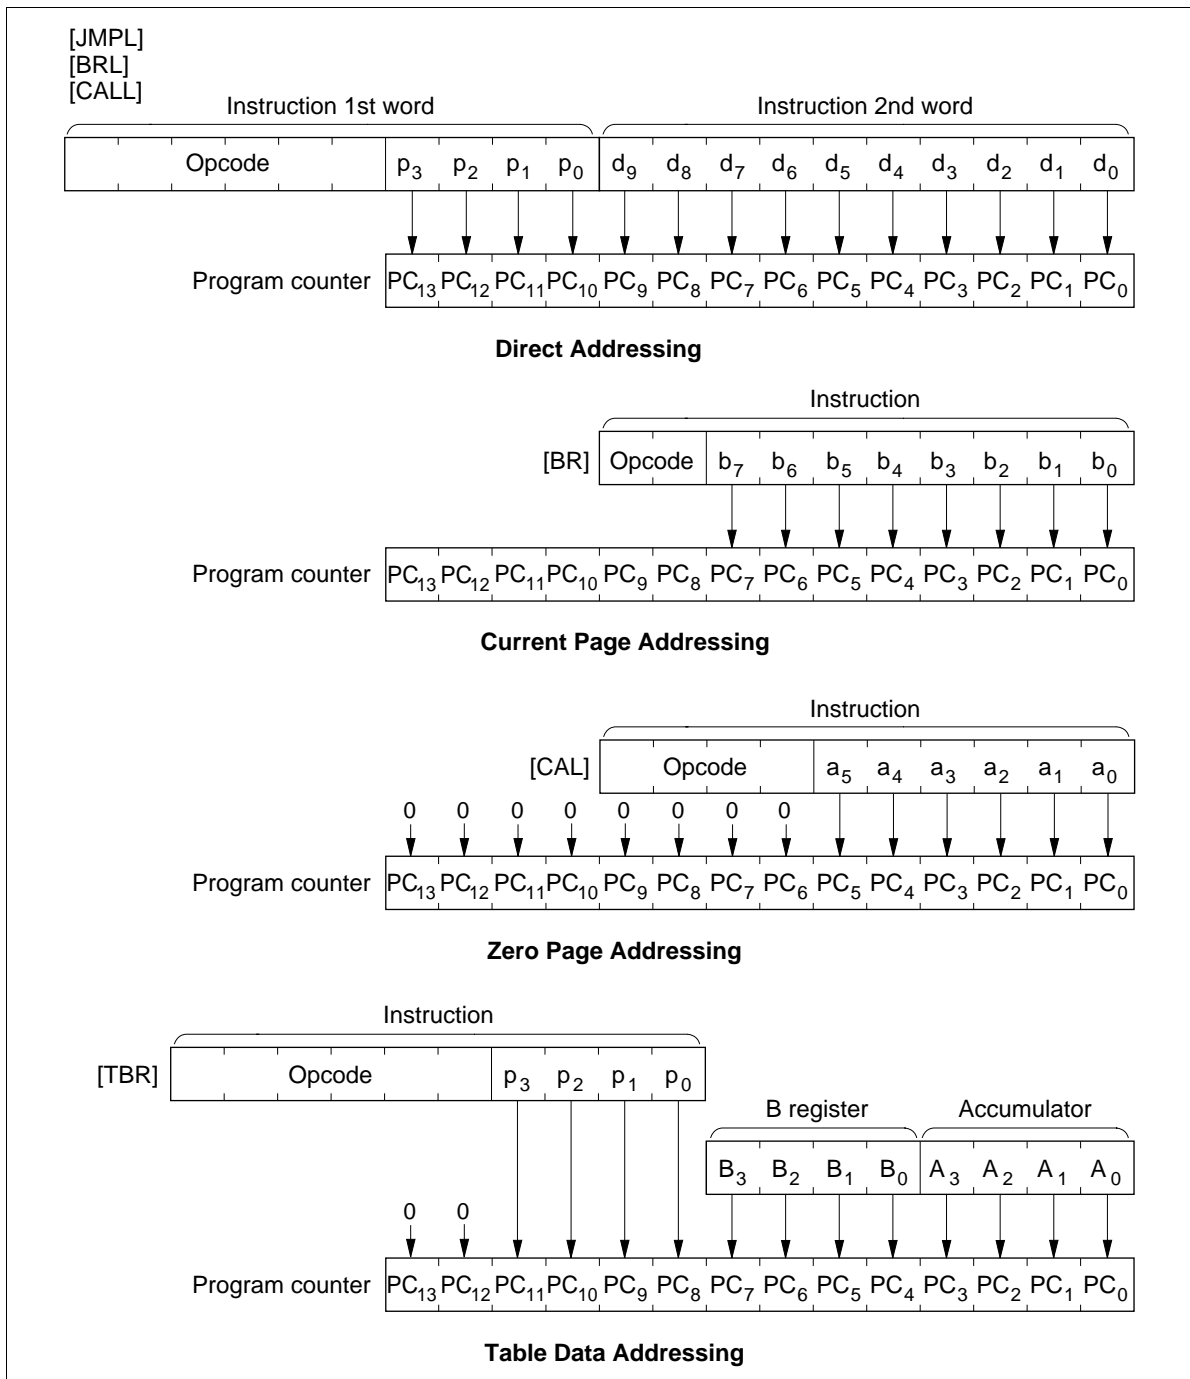 [JMPL]
[BRL]
[CALL]
Instruction 1st word Instruction 2nd word
Opcode p3 p2 p1 p0 d9 d8 d7 d6 d5 d4 d3 d2 d1 d0
Program counter PC13 PC12 PC11 PC10 PC9 PC8 PC7 PC6 PC5 PC4 PC3 PC2 PC1 PC0
Direct Addressing
Instruction
[BR] Opcode b7 b6 b5 b4 b3 b2 b1 b0
Program counter PC13 PC12 PC11 PC10 PC9 PC8 PC7 PC6 PC5 PC4 PC3 PC2 PC1 PC0
Current Page Addressing
Instruction
[CAL] Opcode a5 a4 a3 a2 a1 a0
0 0 0 0 0 0 0 0
Program counter PC13 PC12 PC11 PC10 PC9 PC8 PC7 PC6 PC5 PC4 PC3 PC2 PC1 PC0
Zero Page Addressing
Instruction
[TBR] Opcode p3 p2 p1 p0
B register Accumulator
B3 B2 B1 B0 A3 A2 A1 A0
0 0
Program counter PC13 PC12 PC11 PC10 PC9 PC8 PC7 PC6 PC5 PC4 PC3 PC2 PC1 PC0
Table Data Addressing